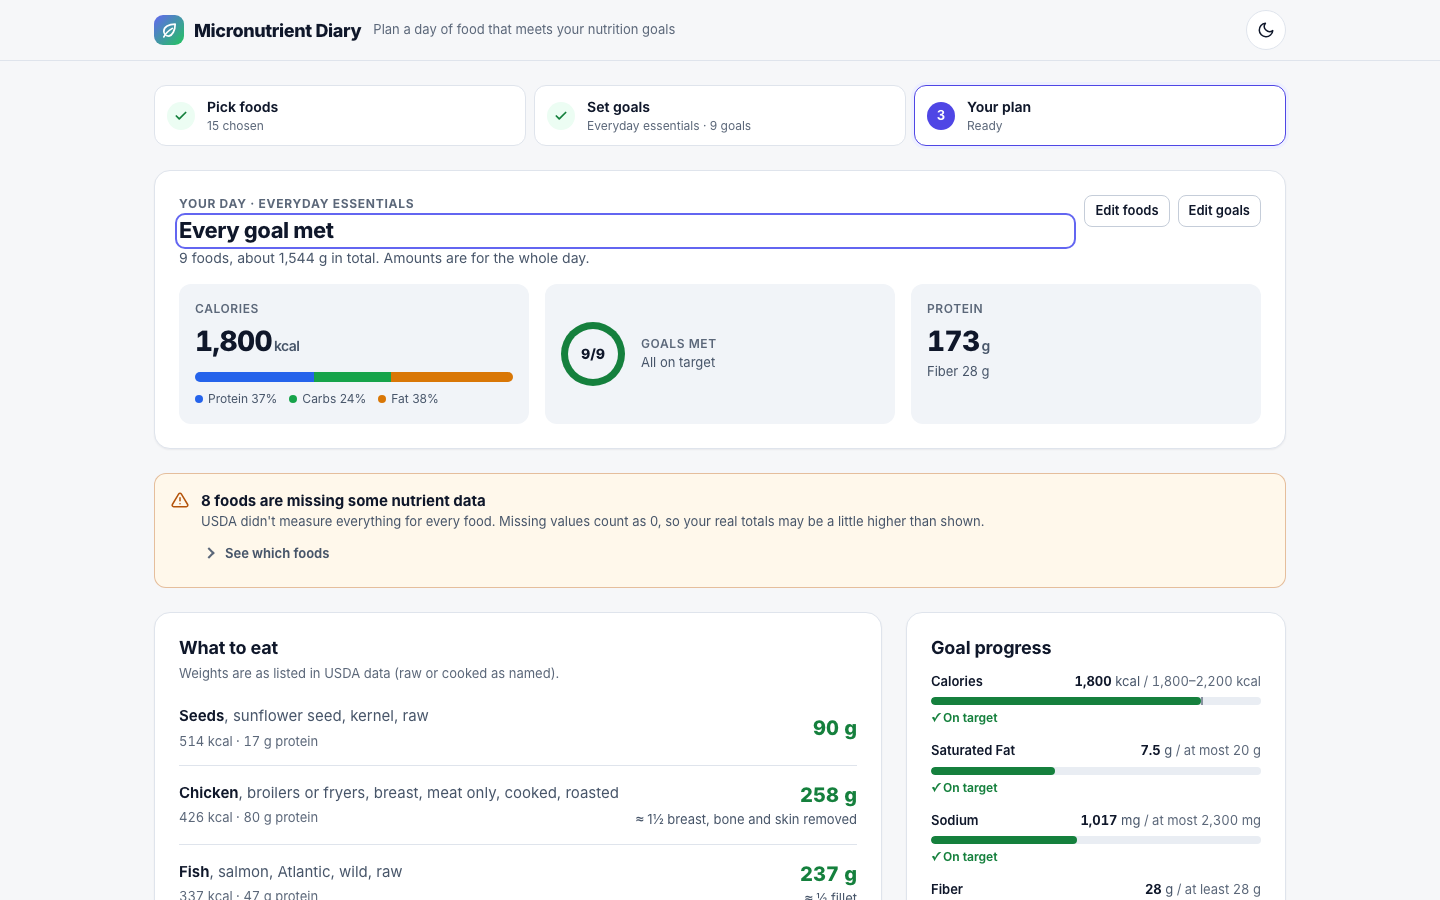 Micronutrient Diary
Plan a day of food that meets your nutrition goals
Pick foods
15 chosen
Set goals
Everyday essentials · 9 goals
3
Your plan
Ready
YOUR DAY · EVERYDAY ESSENTIALS
Every goal met
9 foods, about 1,544 g in total. Amounts are for the whole day.
Edit foods
Edit goals
CALORIES
1,800 kcal
Protein 37% Carbs 24% Fat 38%
9/9
GOALS MET
All on target
PROTEIN
173 g
Fiber 28 g
8 foods are missing some nutrient data
USDA didn't measure everything for every food. Missing values count as 0, so your real totals may be a little higher than shown.
See which foods
What to eat
Weights are as listed in USDA data (raw or cooked as named).
Seeds, sunflower seed, kernel, raw
514 kcal · 17 g protein
90 g
Chicken, broilers or fryers, breast, meat only, cooked, roasted
426 kcal · 80 g protein
258 g
≈ 1½ breast, bone and skin removed
Fish, salmon, Atlantic, wild, raw
337 kcal · 47 g protein
237 g
Goal progress
Calories 1,800 kcal / 1,800–2,200 kcal
✓ On target
Saturated Fat 7.5 g / at most 20 g
✓ On target
Sodium 1,017 mg / at most 2,300 mg
✓ On target
Fiber 28 g / at least 28 g